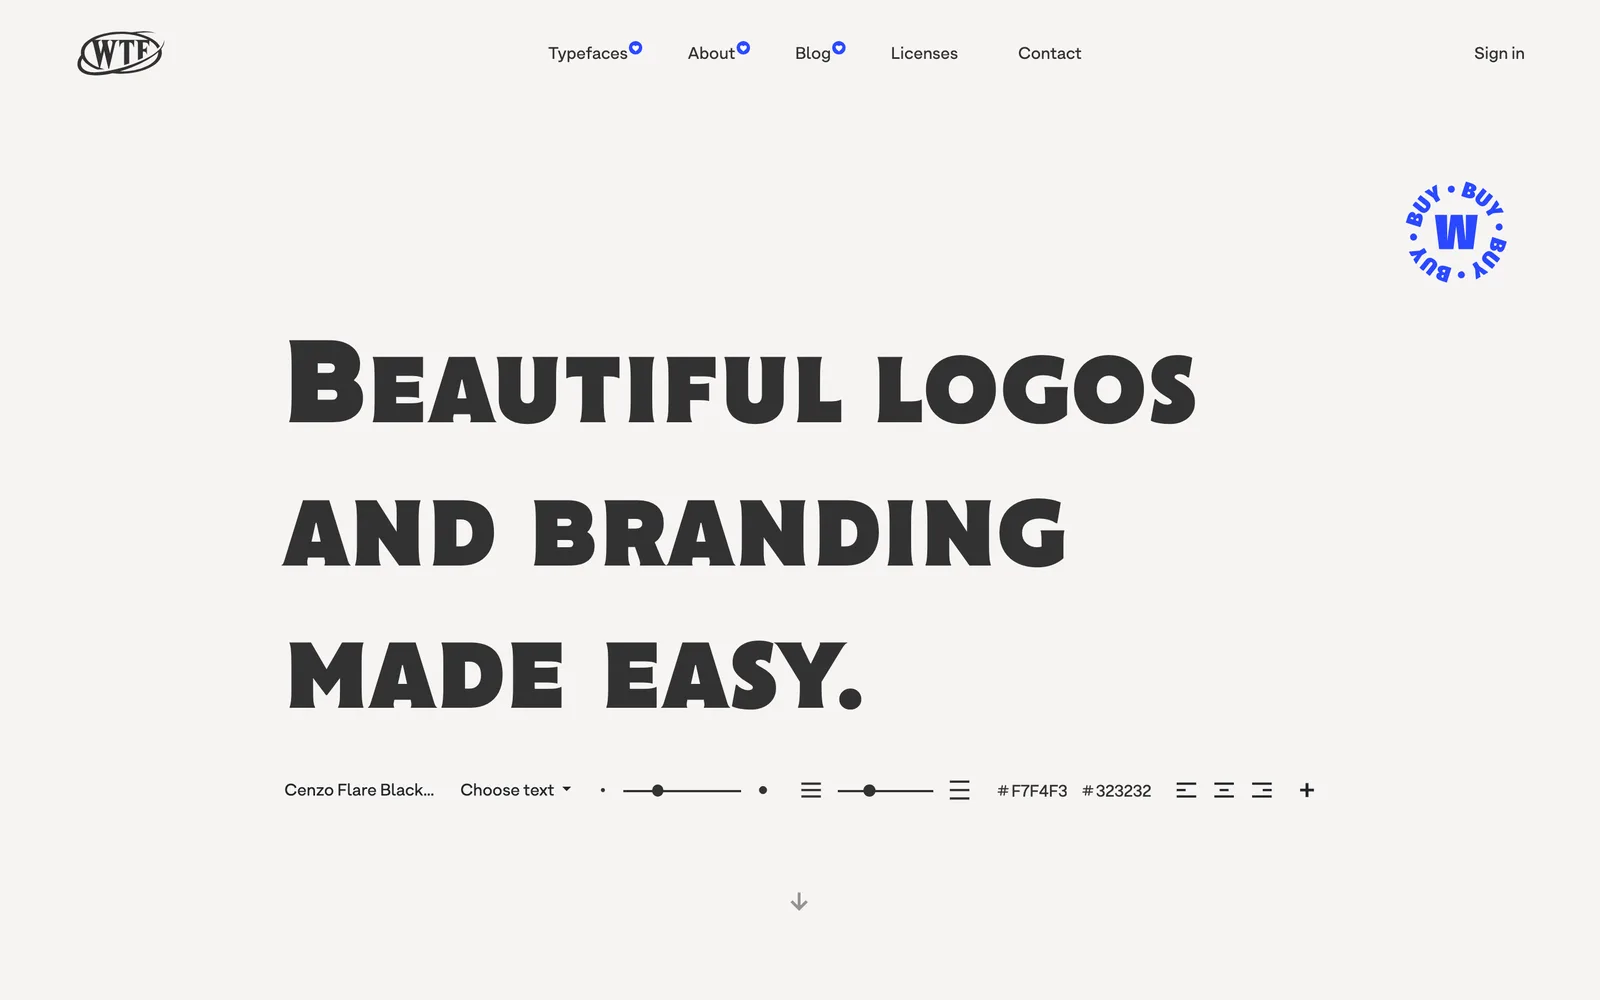 WTF
Typefaces
About
Blog
Licenses
Contact
Sign in
BUY • BUY • BUY • BUY •
W
Beautiful logos
and branding
made easy.
Cenzo Flare Black...
Choose text
#F7F4F3
#323232
+